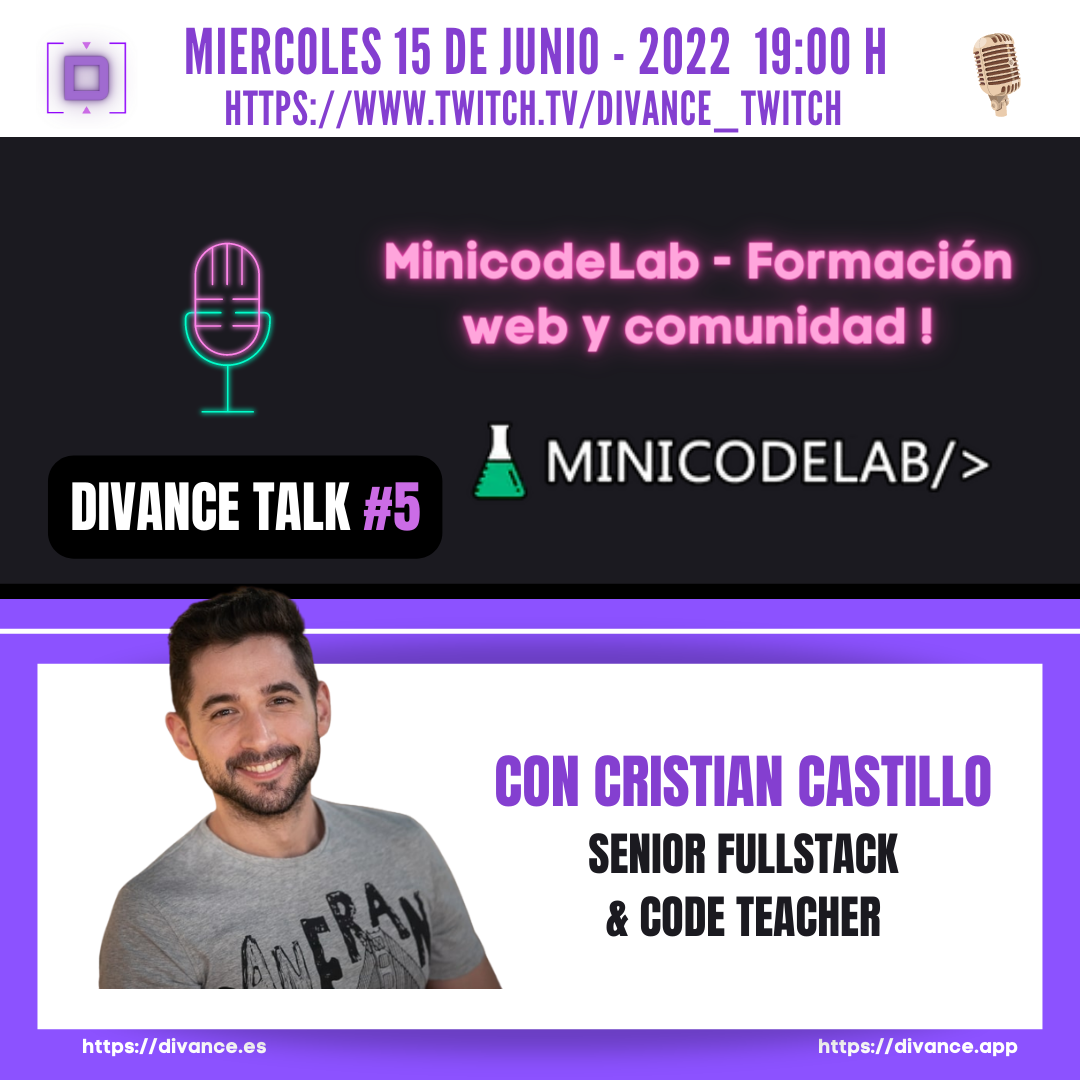 MIERCOLES 15 DE JUNIO - 2022 19:00 H
HTTPS://WWW.TWITCH.TV/DIVANCE_TWITCH
D
MinicodeLab - Formación
web y comunidad !
MINICODELAB/>
DIVANCE TALK #5
CON CRISTIAN CASTILLO
SENIOR FULLSTACK
& CODE TEACHER
https://divance.es
https://divance.app